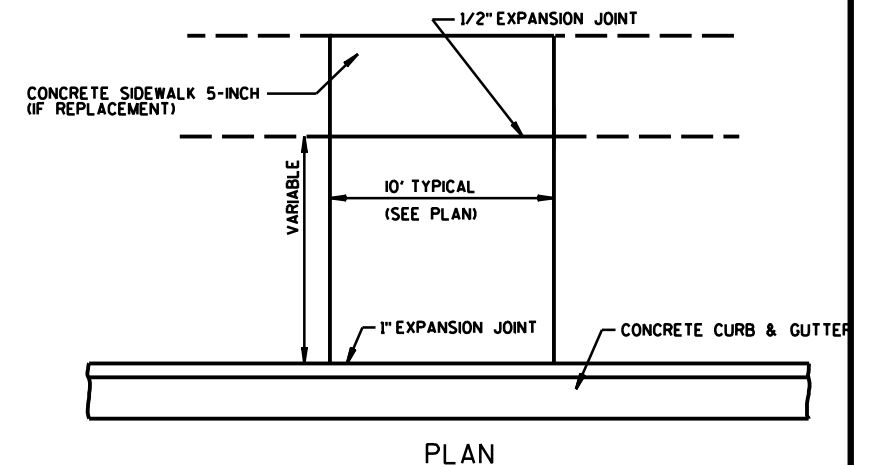 1/2" EXPANSION JOINT
CONCRETE SIDEWALK 5-INCH
(IF REPLACEMENT)
VARIABLE
10' TYPICAL
(SEE PLAN)
1" EXPANSION JOINT
CONCRETE CURB & GUTTER
PLAN